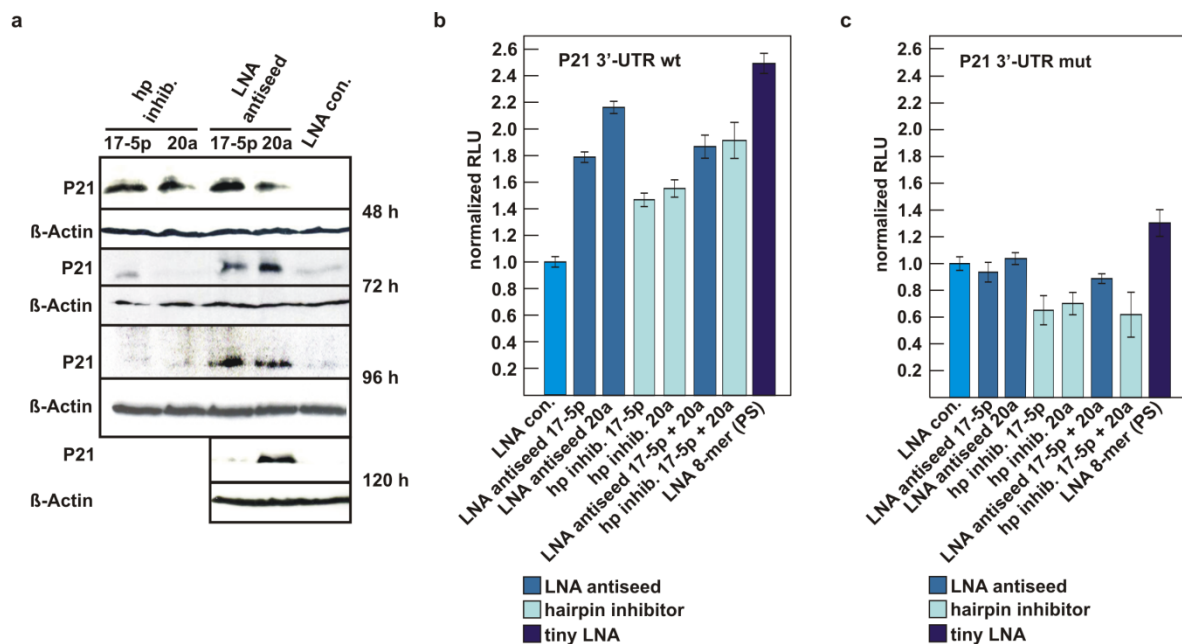 a
hp inhib.
LNA antiseed
LNA con.
17-5p 20a 17-5p 20a
P21
48 h
ß-Actin
P21
72 h
ß-Actin
P21
96 h
ß-Actin
P21
120 h
ß-Actin
b
P21 3’-UTR wt
normalized RLU
2.6
2.4
2.2
2.0
1.8
1.6
1.4
1.2
1.0
0.8
0.6
0.4
0.2
LNA con.
LNA antiseed 17-5p
LNA antiseed 20a
hp inhib. 17-5p
hp inhib. 20a
LNA antiseed 17-5p + 20a
hp inhib. 17-5p + 20a
LNA 8-mer (PS)
LNA antiseed
hairpin inhibitor
tiny LNA
c
P21 3’-UTR mut
normalized RLU
2.6
2.4
2.2
2.0
1.8
1.6
1.4
1.2
1.0
0.8
0.6
0.4
0.2
LNA con.
LNA antiseed 17-5p
LNA antiseed 20a
hp inhib. 17-5p
hp inhib. 20a
LNA antiseed 17-5p + 20a
hp inhib. 17-5p + 20a
LNA 8-mer (PS)
LNA antiseed
hairpin inhibitor
tiny LNA